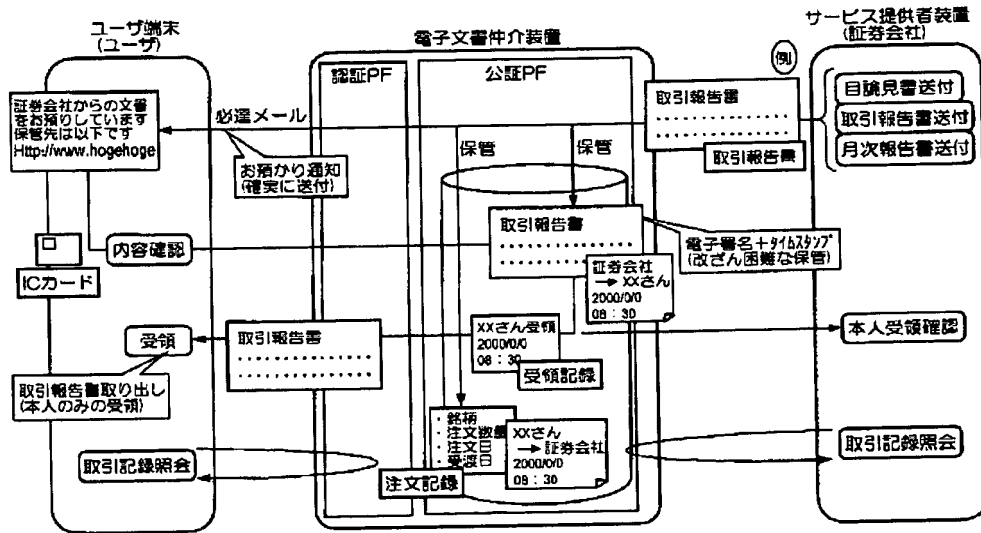 ユーザ端末
(ユーザ)
電子文書仲介装置
サービス提供者装置
(証券会社)
認証PF
公証PF
例
証券会社からの文書
をお預りしています
保管先は以下です
Http://www.hogehoge
必達メール
お預かり通知
(確実に送付)
保管
保管
取引報告書
取引報告書
目論見書送付
取引報告書送付
月次報告書送付
ICカード
内容確認
取引報告書
電子署名+タイムスタンプ
(改ざん困難な保管)
証券会社
→ XXさん
2000/0/0
08:30
受領
取引報告書
XXさん受領
2000/0/0
08:30
受領記録
本人受領確認
取引報告書取り出し
(本人のみの受領)
・銘柄
・注文数量
・注文日
・受渡日
XXさん
→証券会社
2000/0/0
08:30
注文記録
取引記録照会
取引記録照会